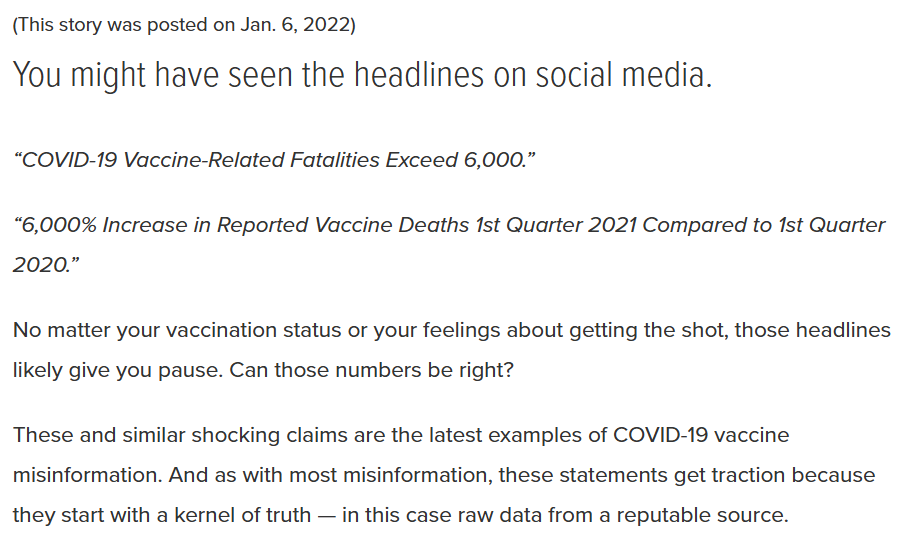 (This story was posted on Jan. 6, 2022)
You might have seen the headlines on social media.
“COVID-19 Vaccine-Related Fatalities Exceed 6,000.”
“6,000% Increase in Reported Vaccine Deaths 1st Quarter 2021 Compared to 1st Quarter
2020.”
No matter your vaccination status or your feelings about getting the shot, those headlines
likely give you pause. Can those numbers be right?
These and similar shocking claims are the latest examples of COVID-19 vaccine
misinformation. And as with most misinformation, these statements get traction because
they start with a kernel of truth — in this case raw data from a reputable source.